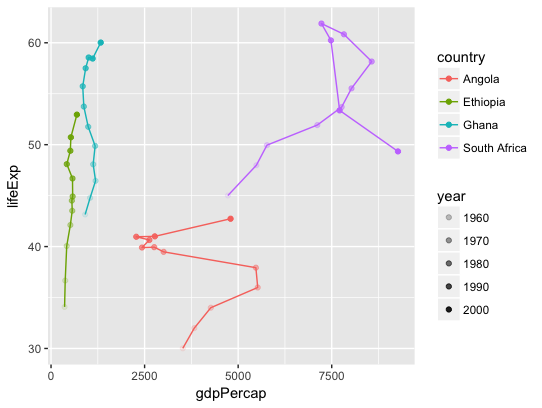 60
50
40
30
lifeExp
0
2500
5000
7500
gdpPercap
country
Angola
Ethiopia
Ghana
South Africa
year
1960
1970
1980
1990
2000